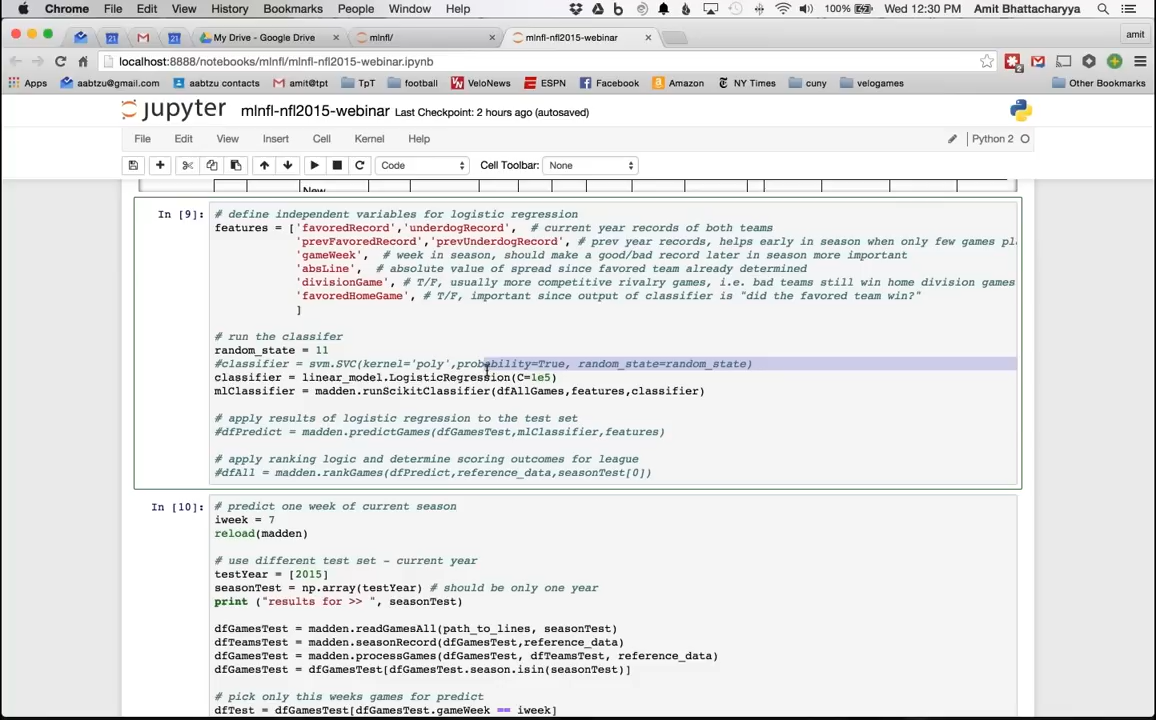 Chrome File Edit View History Bookmarks People Window Help 100% Wed 12:30 PM Amit Bhattacharyya
My Drive - Google Drive × mlnfl/ × mlnfl-nfl2015-webinar × amit
localhost:8888/notebooks/mlnfl/mlnfl-nfl2015-webinar.ipynb
Apps aabtzu@gmail.com aabtzu contacts amit@tpt TpT football VeloNews ESPN Facebook Amazon NY Times cuny velogames Other Bookmarks
jupyter mlnfl-nfl2015-webinar Last Checkpoint: 2 hours ago (autosaved)
File Edit View Insert Cell Kernel Help Python 2
Code Cell Toolbar: None
New
In [9]: # define independent variables for logistic regression
features = ['favoredRecord','underdogRecord', # current year records of both teams
'prevFavoredRecord','prevUnderdogRecord', # prev year records, helps early in season when only few games pl
'gameWeek', # week in season, should make a good/bad record later in season more important
'absLine', # absolute value of spread since favored team already determined
'divisionGame', # T/F, usually more competitive rivalry games, i.e. bad teams still win home division games
'favoredHomeGame', # T/F, important since output of classifier is "did the favored team win?"
]
# run the classifer
random_state = 11
#classifier = svm.SVC(kernel='poly',probability=True, random_state=random_state)
classifier = linear_model.LogisticRegression(C=1e5)
mlClassifier = madden.runScikitClassifier(dfAllGames,features,classifier)
# apply results of logistic regression to the test set
#dfPredict = madden.predictGames(dfGamesTest,mlClassifier,features)
# apply ranking logic and determine scoring outcomes for league
#dfAll = madden.rankGames(dfPredict,reference_data,seasonTest[0])
In [10]: # predict one week of current season
iweek = 7
reload(madden)
# use different test set - current year
testYear = [2015]
seasonTest = np.array(testYear) # should be only one year
print ("results for >> ", seasonTest)
dfGamesTest = madden.readGamesAll(path_to_lines, seasonTest)
dfTeamsTest = madden.seasonRecord(dfGamesTest,reference_data)
dfGamesTest = madden.processGames(dfGamesTest, dfTeamsTest, reference_data)
dfGamesTest = dfGamesTest[dfGamesTest.season.isin(seasonTest)]
# pick only this weeks games for predict
dfTest = dfGamesTest[dfGamesTest.gameWeek == iweek]